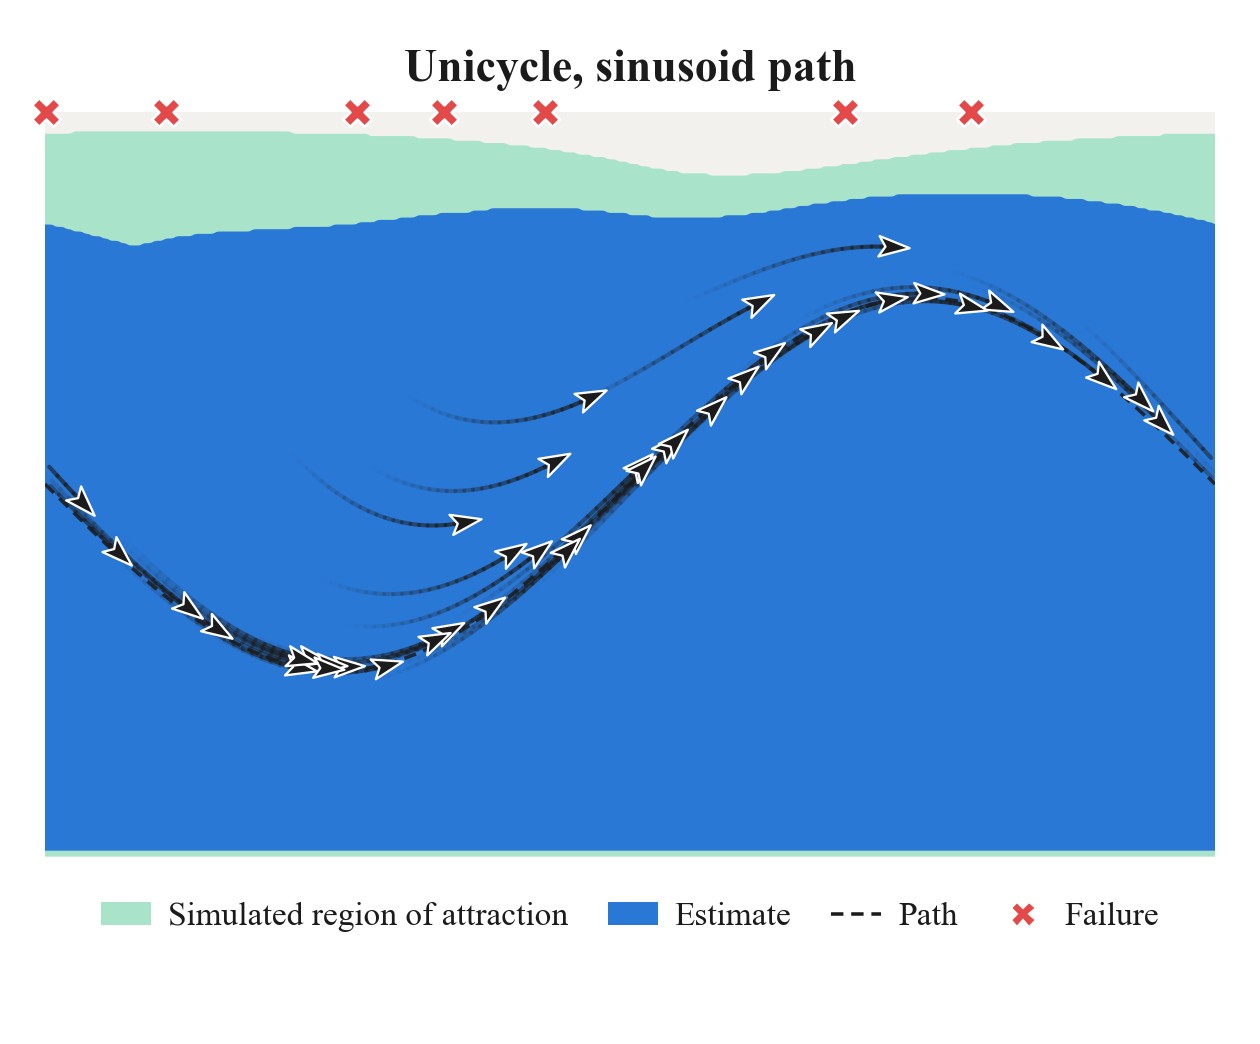 Unicycle, sinusoid path
Simulated region of attraction Estimate Path Failure